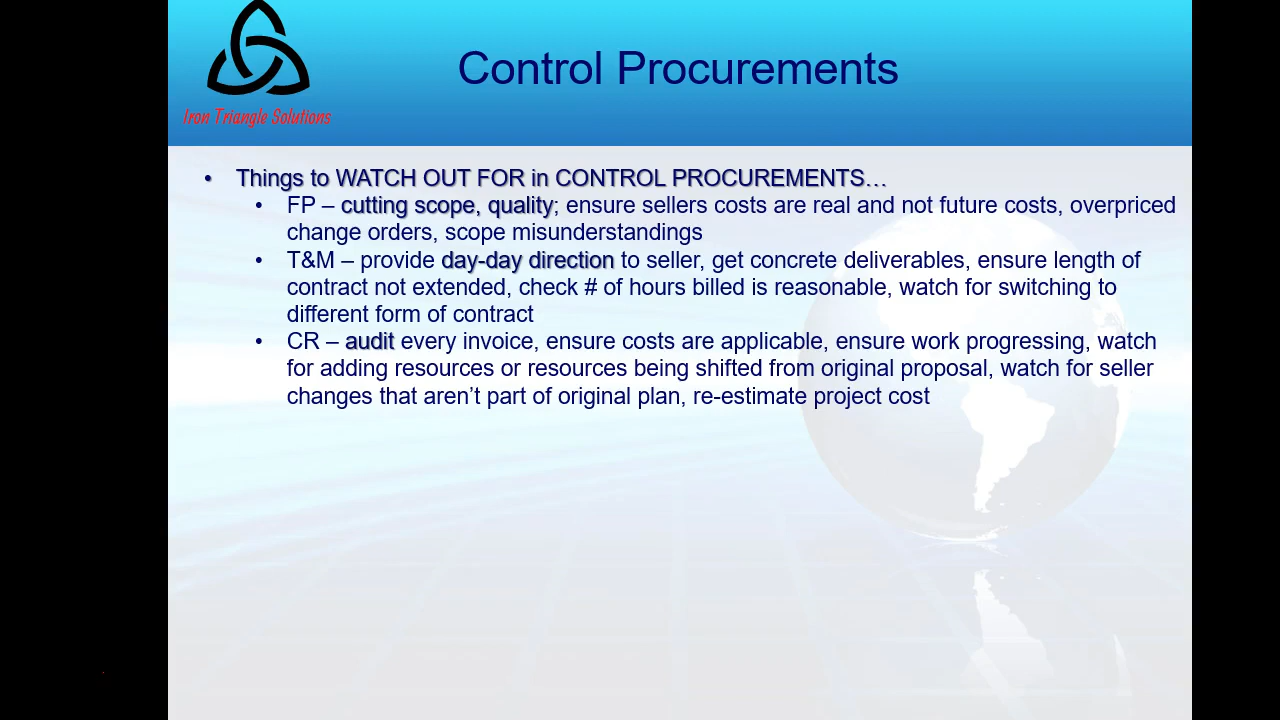 Control Procurements
Iron Triangle Solutions
• Things to WATCH OUT FOR in CONTROL PROCUREMENTS…
• FP – cutting scope, quality; ensure sellers costs are real and not future costs, overpriced
change orders, scope misunderstandings
• T&M – provide day-day direction to seller, get concrete deliverables, ensure length of
contract not extended, check # of hours billed is reasonable, watch for switching to
different form of contract
• CR – audit every invoice, ensure costs are applicable, ensure work progressing, watch
for adding resources or resources being shifted from original proposal, watch for seller
changes that aren’t part of original plan, re-estimate project cost